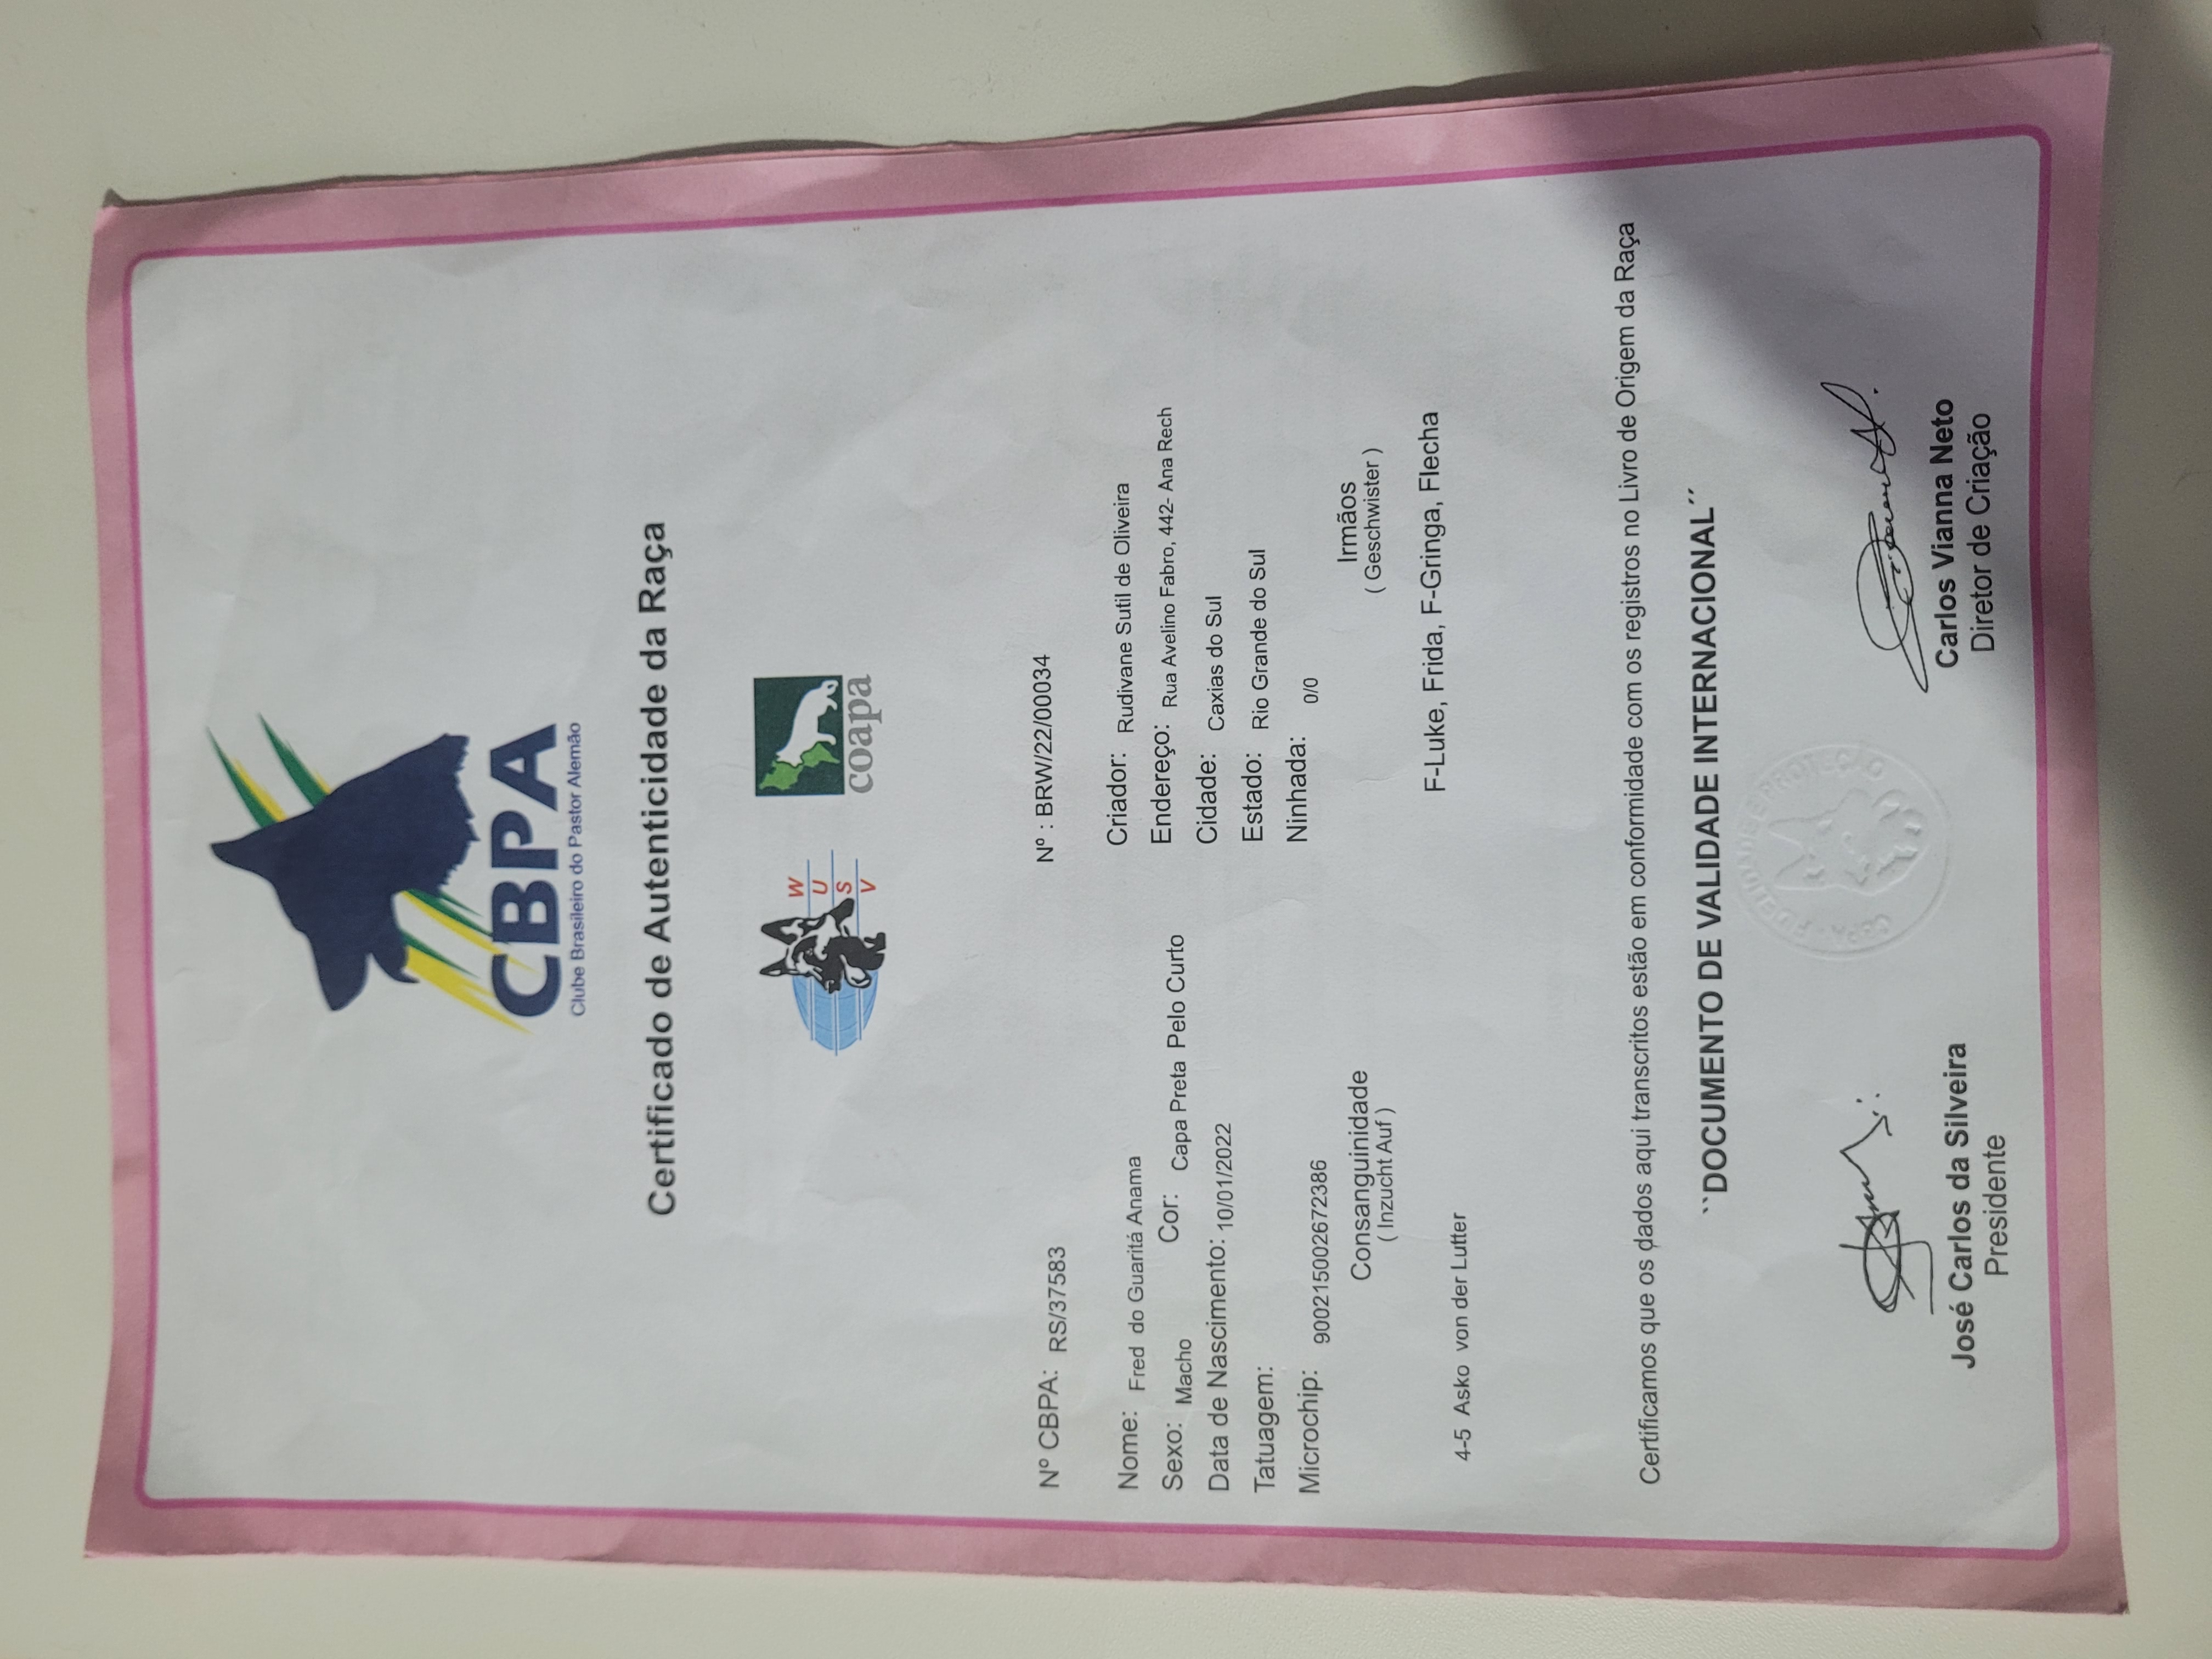 CBPA
Clube Brasileiro do Pastor Alemão
Certificado de Autenticidade da Raça
W
U
S
V
coapa
Nº CBPA: RS/37583
Nº : BRW/22/00034
Nome: Fred do Guaritá Anama
Sexo: Macho Cor: Capa Preta Pelo Curto
Data de Nascimento: 10/01/2022
Tatuagem:
Microchip: 900215002672386
Criador: Rudivane Sutil de Oliveira
Endereço: Rua Avelino Fabro, 442- Ana Rech
Cidade: Caxias do Sul
Estado: Rio Grande do Sul
Ninhada: 0/0
Consanguinidade
( Inzucht Auf )
4-5 Asko von der Lutter
Irmãos
( Geschwister )
F-Luke, Frida, F-Gringa, Flecha
Certificamos que os dados aqui transcritos estão em conformidade com os registros no Livro de Origem da Raça
``DOCUMENTO DE VALIDADE INTERNACIONAL´´
José Carlos da Silveira
Presidente
Carlos Vianna Neto
Diretor de Criação